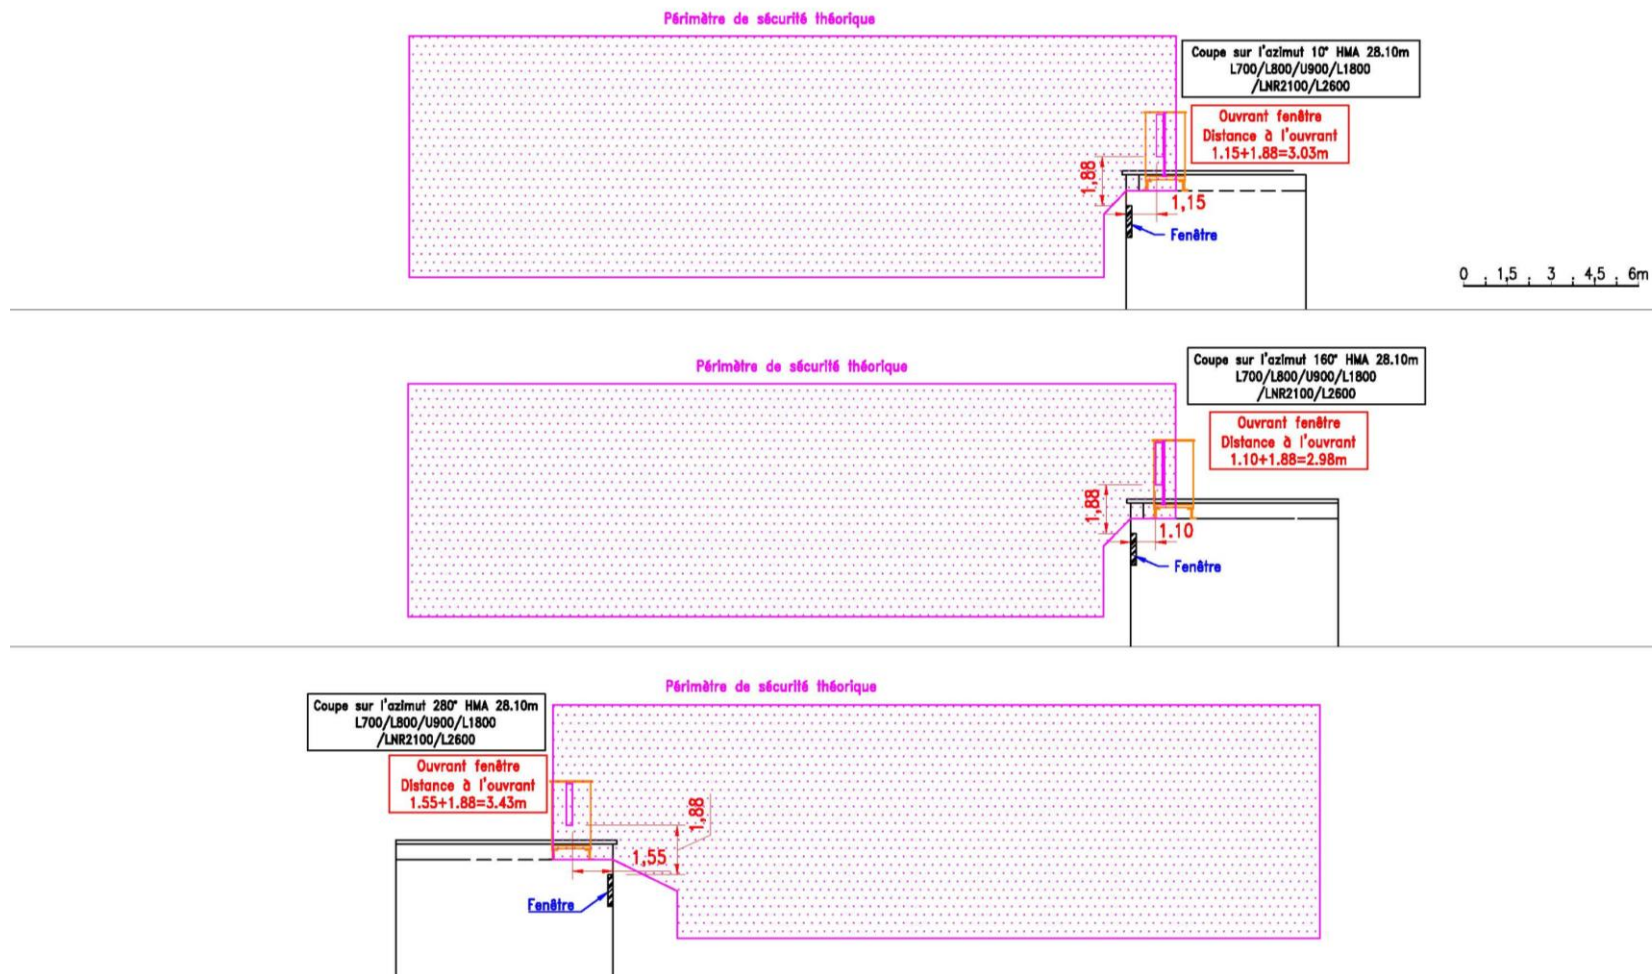 Périmètre de sécurité théorique
Coupe sur l'azimut 10° HMA 28.10m
L700/L800/U900/L1800
/LNR2100/L2600
Ouvrant fenêtre
Distance à l'ouvrant
1.15+1.88=3.03m
1,88
1,15
Fenêtre
0 1,5 3 4,5 6m
Périmètre de sécurité théorique
Coupe sur l'azimut 160° HMA 28.10m
L700/L800/U900/L1800
/LNR2100/L2600
Ouvrant fenêtre
Distance à l'ouvrant
1.10+1.88=2.98m
1,88
1.10
Fenêtre
Périmètre de sécurité théorique
Coupe sur l'azimut 280° HMA 28.10m
L700/L800/U900/L1800
/LNR2100/L2600
Ouvrant fenêtre
Distance à l'ouvrant
1.55+1.88=3.43m
1,88
1,55
Fenêtre